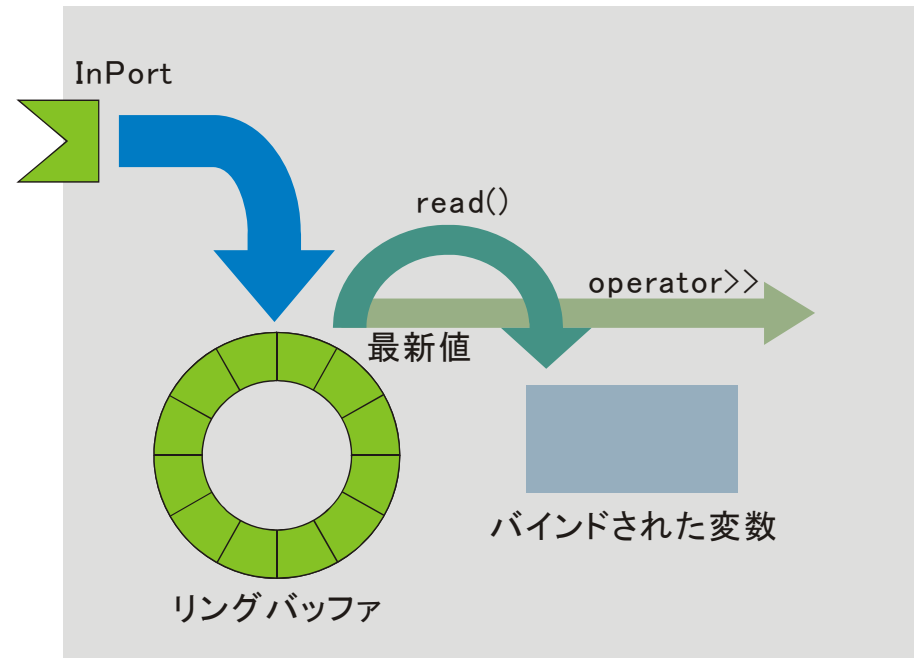 InPort
read()
operator>>
最新値
バインドされた変数
リングバッファ